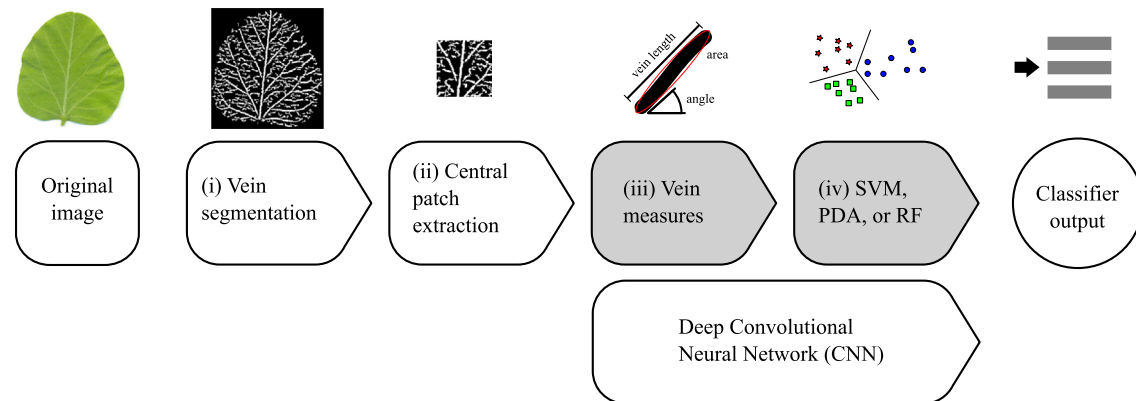 vein length
area
angle
Original
image
(i) Vein
segmentation
(ii) Central
patch
extraction
(iii) Vein
measures
(iv) SVM,
PDA, or RF
Classifier
output
Deep Convolutional
Neural Network (CNN)